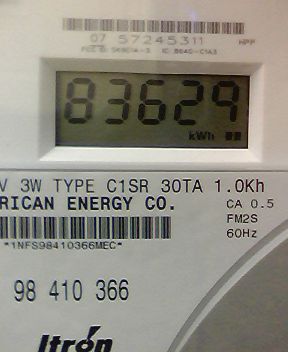 07 57245311
83629
kWh
V 3W TYPE C1SR 30TA 1.0Kh
RICAN ENERGY CO.
CA 0.5
FM2S
60Hz
*1NFS98410366MEC*
98 410 366
Itrón